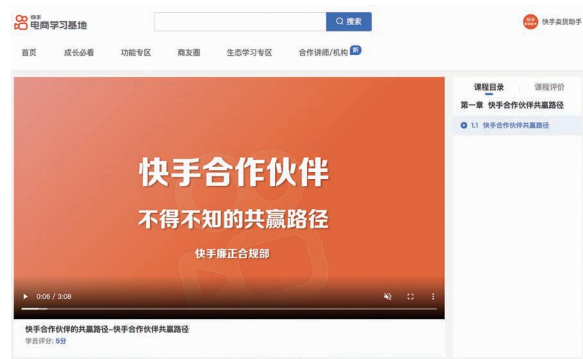 快手
电商学习基地
搜索
快手卖货助手
首页
成长必看
功能专区
商友圈
生态学习专区
合作讲师/机构
新
快手合作伙伴
不得不知的共赢路径
快手廉正合规部
0:06 / 3:08
课程目录
课程评价
第一章 快手合作伙伴共赢路径
1.1 快手合作伙伴共赢路径
快手合作伙伴的共赢路径-快手合作伙伴共赢路径
学员评分: 5分